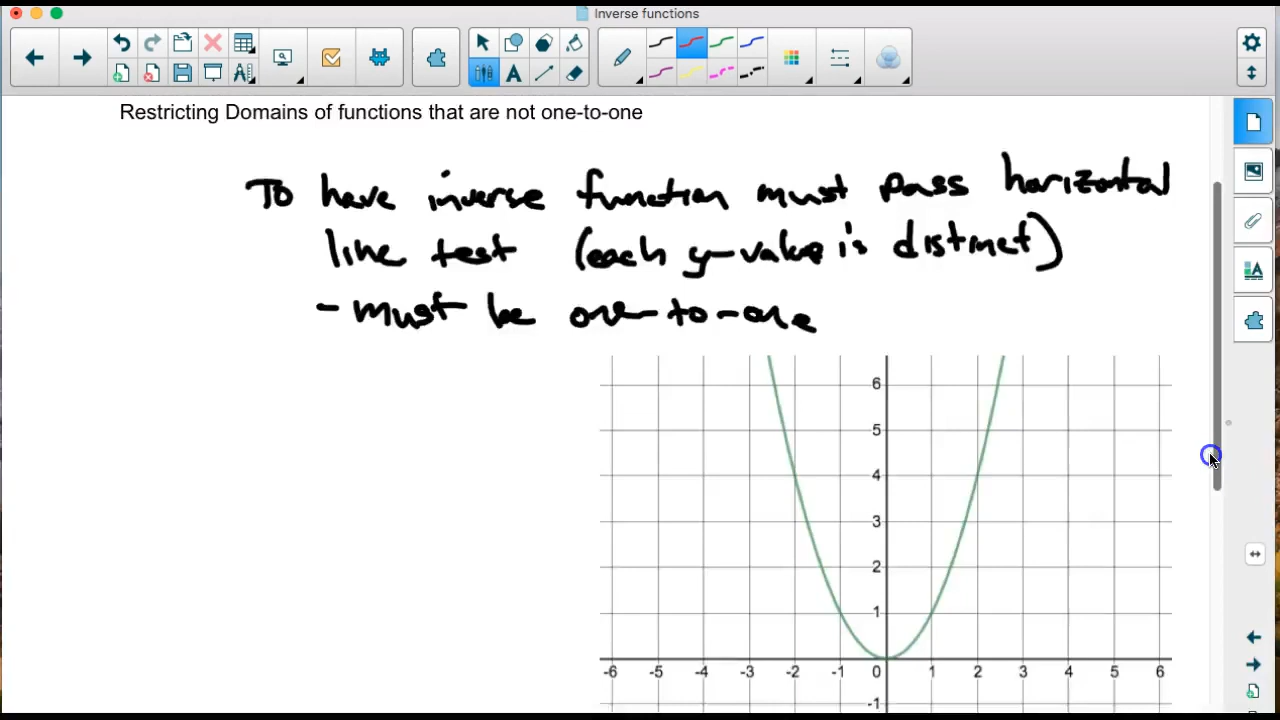 Inverse functions
Restricting Domains of functions that are not one-to-one
To have inverse function must pass horizontal
line test (each y-value is distinct)
- must be one-to-one
6
5
4
3
2
1
-6 -5 -4 -3 -2 -1 0 1 2 3 4 5 6
-1